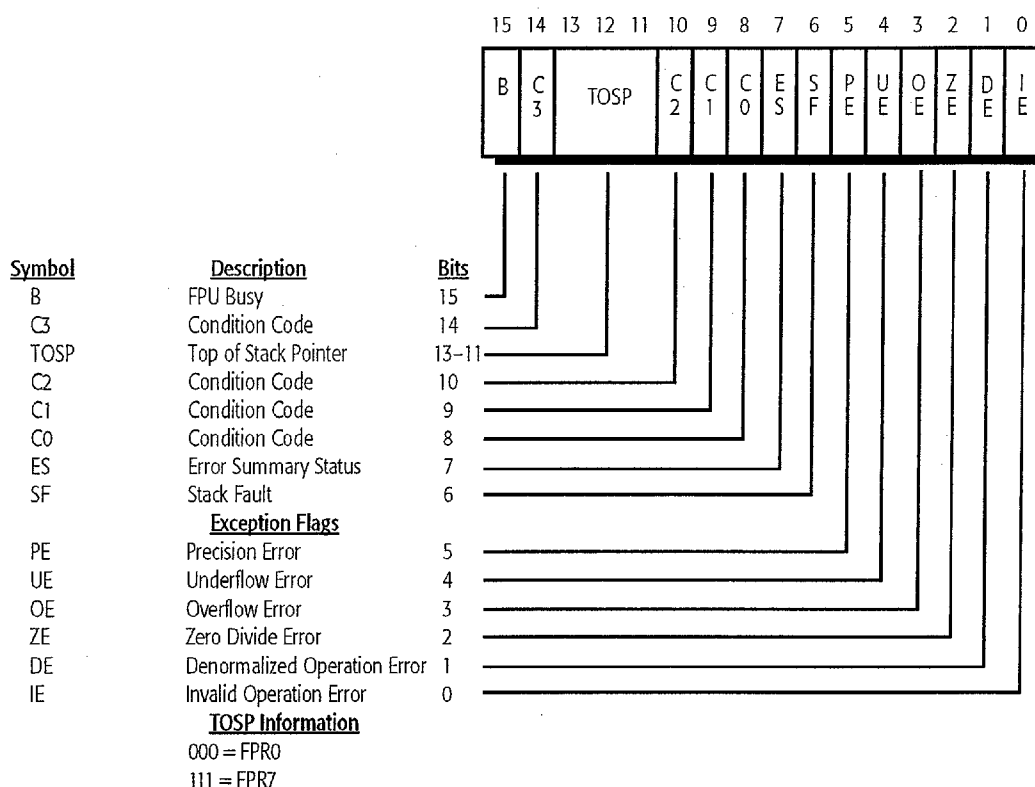 15 14 13 12 11 10 9 8 7 6 5 4 3 2 1 0
B C3 TOSP C2 C1 C0 ES SF PE UE OE ZE DE IE
Symbol Description Bits
B FPU Busy 15
C3 Condition Code 14
TOSP Top of Stack Pointer 13–11
C2 Condition Code 10
C1 Condition Code 9
C0 Condition Code 8
ES Error Summary Status 7
SF Stack Fault 6
Exception Flags
PE Precision Error 5
UE Underflow Error 4
OE Overflow Error 3
ZE Zero Divide Error 2
DE Denormalized Operation Error 1
IE Invalid Operation Error 0
TOSP Information
000 = FPR0
111 = FPR7